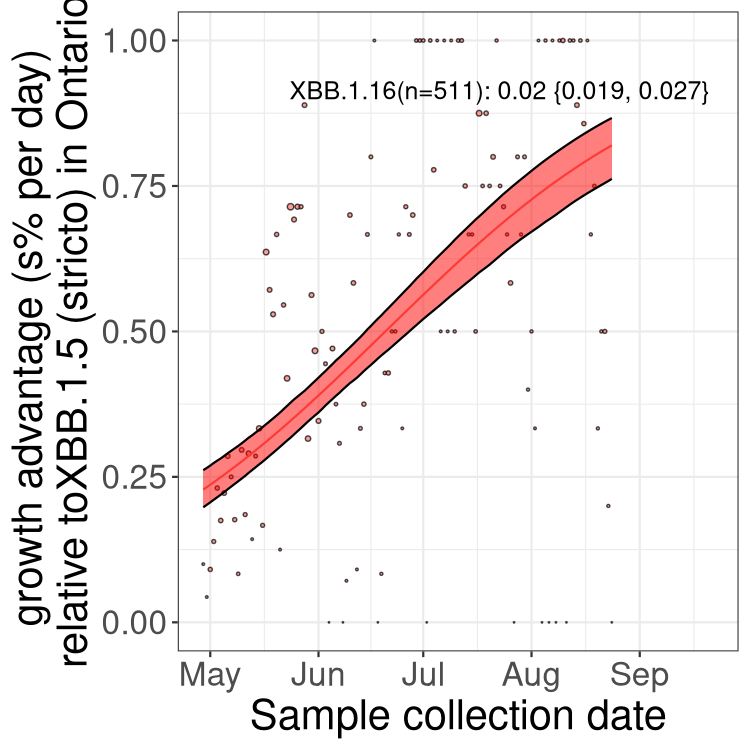 growth advantage (s% per day)
relative toXBB.1.5 (stricto) in Ontario
1.00
0.75
0.50
0.25
0.00
XBB.1.16(n=511): 0.02 {0.019, 0.027}
May Jun Jul Aug Sep
Sample collection date